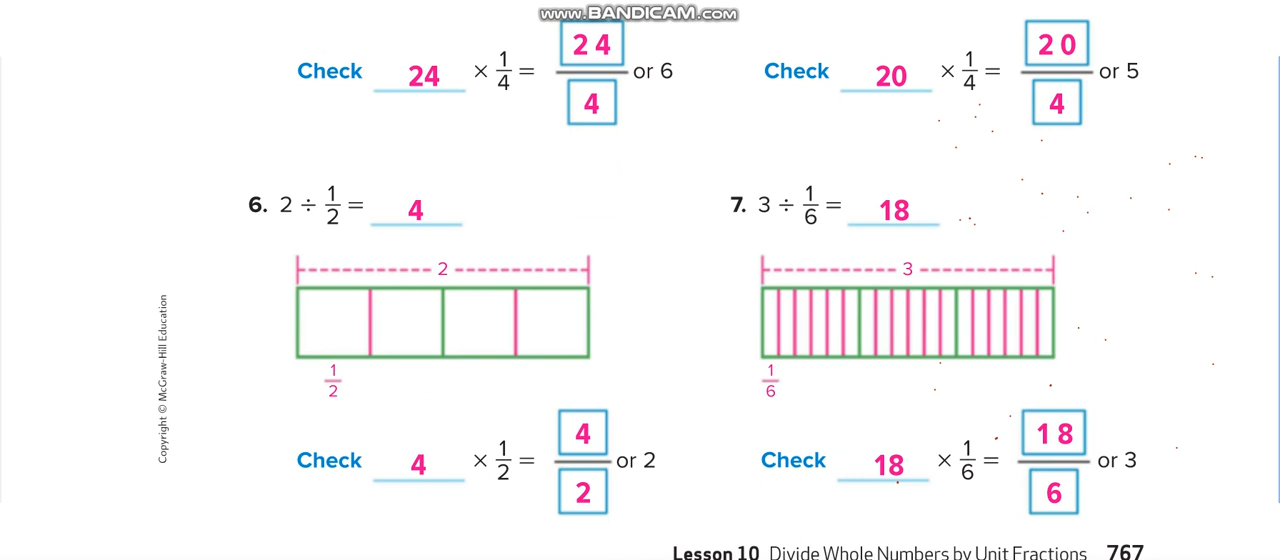 www.BANDICAM.com
Check 24 × 1/4 = 24/4 or 6
Check 20 × 1/4 = 20/4 or 5
6. 2 ÷ 1/2 = 4
2
1/2
Check 4 × 1/2 = 4/2 or 2
7. 3 ÷ 1/6 = 18
3
1/6
Check 18 × 1/6 = 18/6 or 3
Copyright © McGraw-Hill Education
Lesson 10 Divide Whole Numbers by Unit Fractions 767